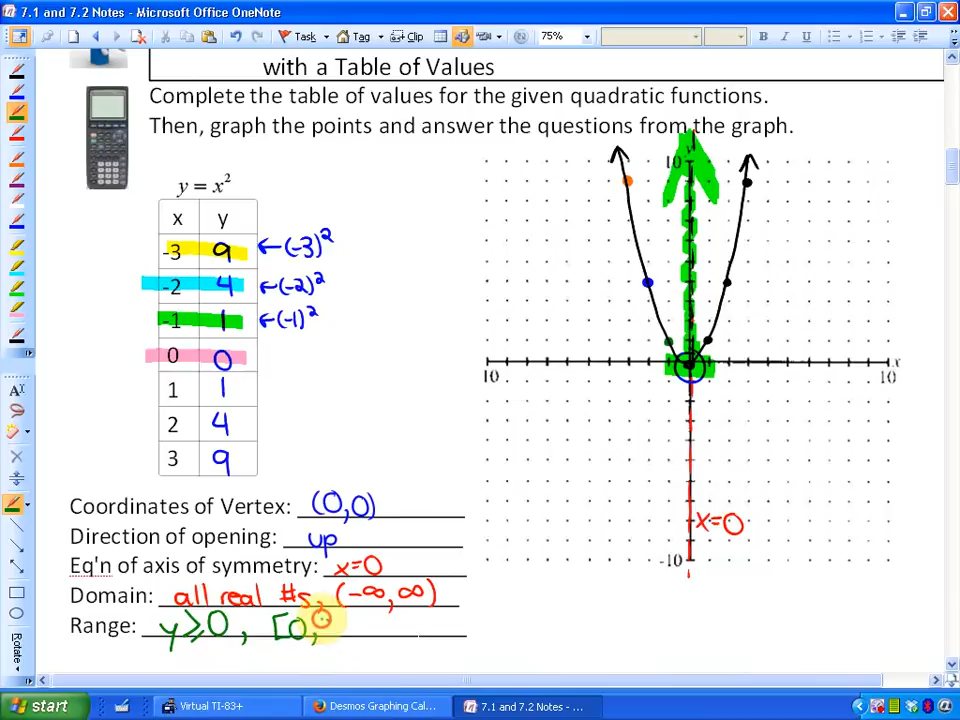 7.1 and 7.2 Notes - Microsoft Office OneNote
Task Tag Clip 75% B I U
with a Table of Values
Complete the table of values for the given quadratic functions.
Then, graph the points and answer the questions from the graph.
y = x²
x y
-3 9 ←(-3)²
-2 4 ←(-2)²
-1 1 ←(-1)²
0 0
1 1
2 4
3 9
10
y
x
10
10
x=0
-10
Coordinates of Vertex: (0,0)
Direction of opening: up
Eq'n of axis of symmetry: x=0
Domain: all real #s, (-∞, ∞)
Range: y≥0, [0,
Rotate
start Virtual TI-83+ Desmos Graphing Cal... 7.1 and 7.2 Notes - ...